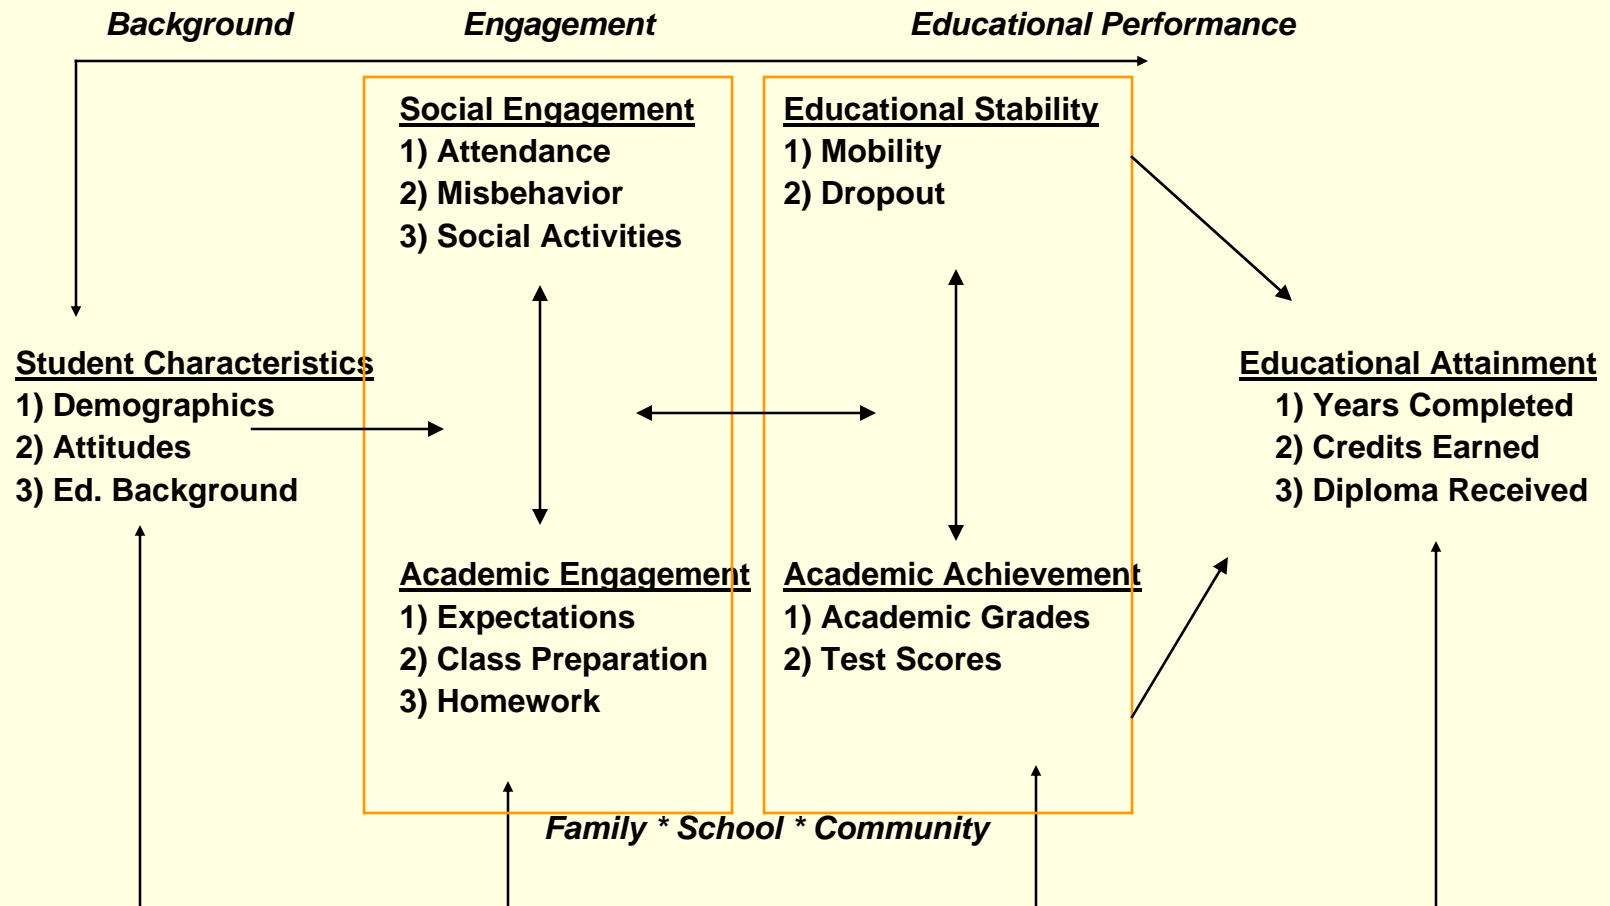 Background Engagement Educational Performance
Social Engagement
1) Attendance
2) Misbehavior
3) Social Activities
Educational Stability
1) Mobility
2) Dropout
Student Characteristics
1) Demographics
2) Attitudes
3) Ed. Background
Educational Attainment
1) Years Completed
2) Credits Earned
3) Diploma Received
Academic Engagement
1) Expectations
2) Class Preparation
3) Homework
Academic Achievement
1) Academic Grades
2) Test Scores
Family * School * Community